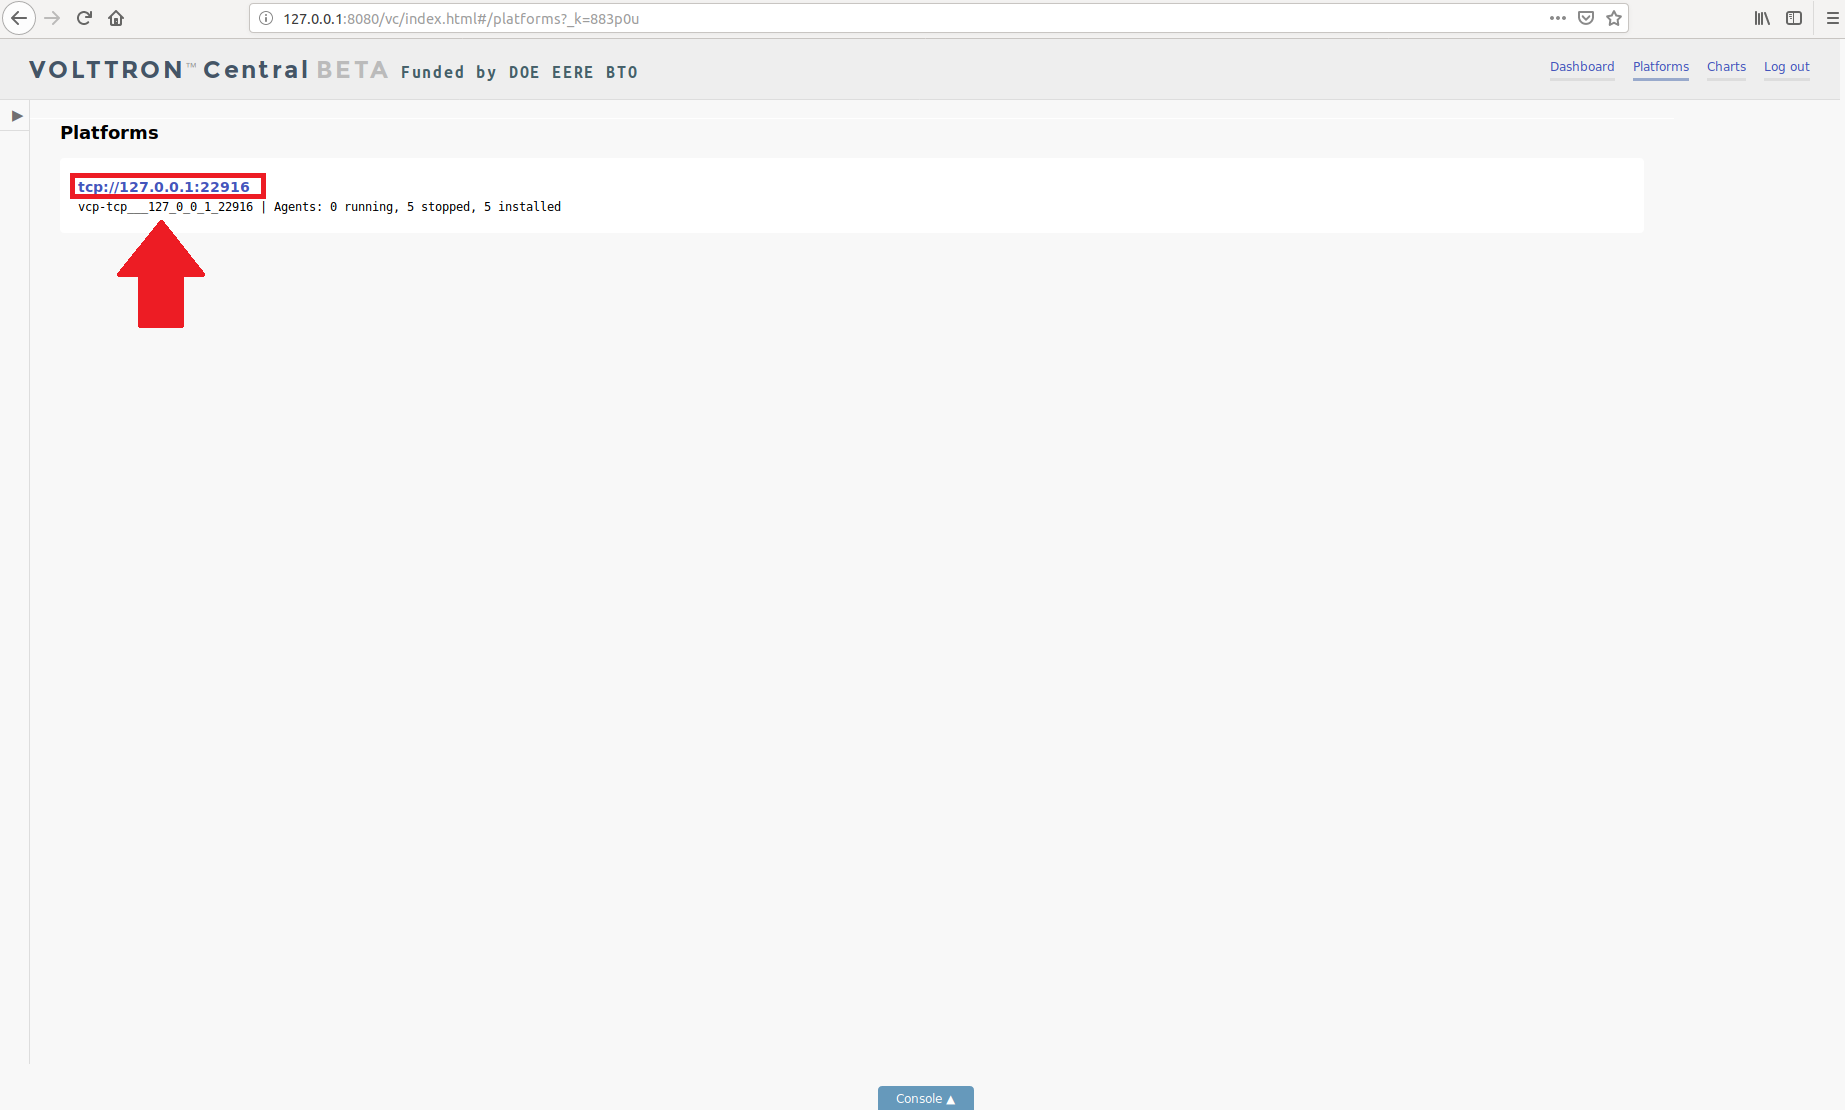 127.0.0.1:8080/vc/index.html#/platforms?_k=883p0u
VOLTTRON™ Central BETA Funded by DOE EERE BTO
Dashboard Platforms Charts Log out
Platforms
tcp://127.0.0.1:22916
vcp-tcp___127_0_0_1_22916 | Agents: 0 running, 5 stopped, 5 installed
Console ▲